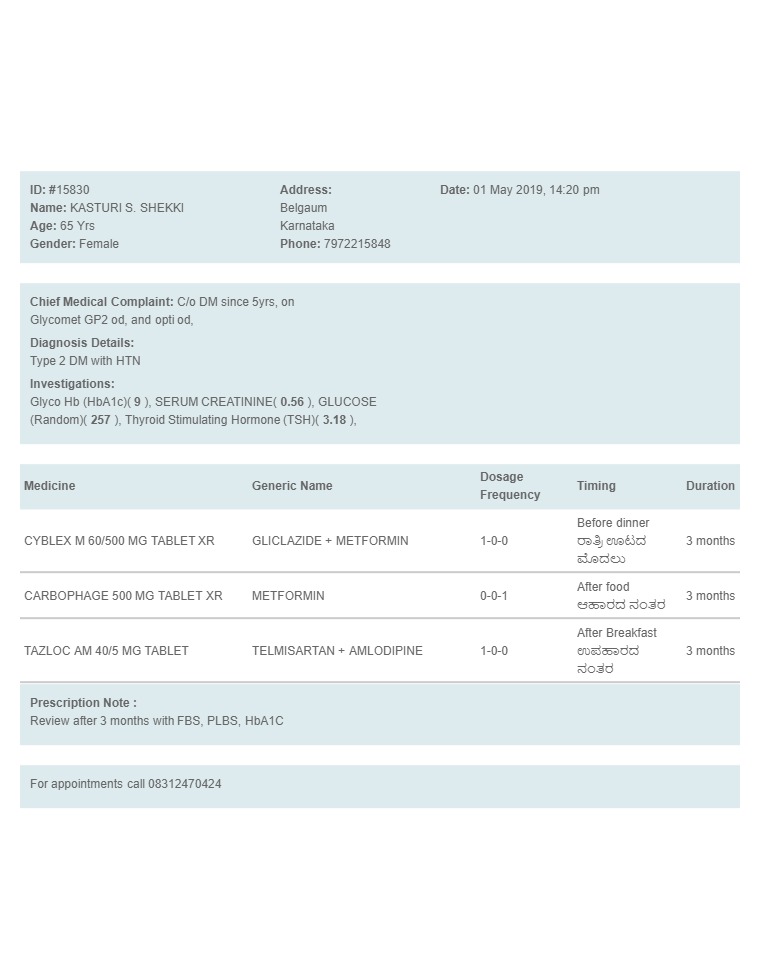 ID: #15830
Name: KASTURI S. SHEKKI
Age: 65 Yrs
Gender: Female
Address:
Belgaum
Karnataka
Phone: 7972215848
Date: 01 May 2019, 14:20 pm
Chief Medical Complaint: C/o DM since 5yrs, on
Glycomet GP2 od, and opti od,
Diagnosis Details:
Type 2 DM with HTN
Investigations:
Glyco Hb (HbA1c)( 9 ), SERUM CREATININE( 0.56 ), GLUCOSE
(Random)( 257 ), Thyroid Stimulating Hormone (TSH)( 3.18 ),
Medicine Generic Name Dosage Frequency Timing Duration
CYBLEX M 60/500 MG TABLET XR GLICLAZIDE + METFORMIN 1-0-0 Before dinner 3 months
ರಾತ್ರಿ ಊಟದ
ಮೊದಲು
CARBOPHAGE 500 MG TABLET XR METFORMIN 0-0-1 After food 3 months
ಆಹಾರದ ನಂತರ
TAZLOC AM 40/5 MG TABLET TELMISARTAN + AMLODIPINE 1-0-0 After Breakfast 3 months
ಉಪಹಾರದ
ನಂತರ
Prescription Note :
Review after 3 months with FBS, PLBS, HbA1C
For appointments call 08312470424